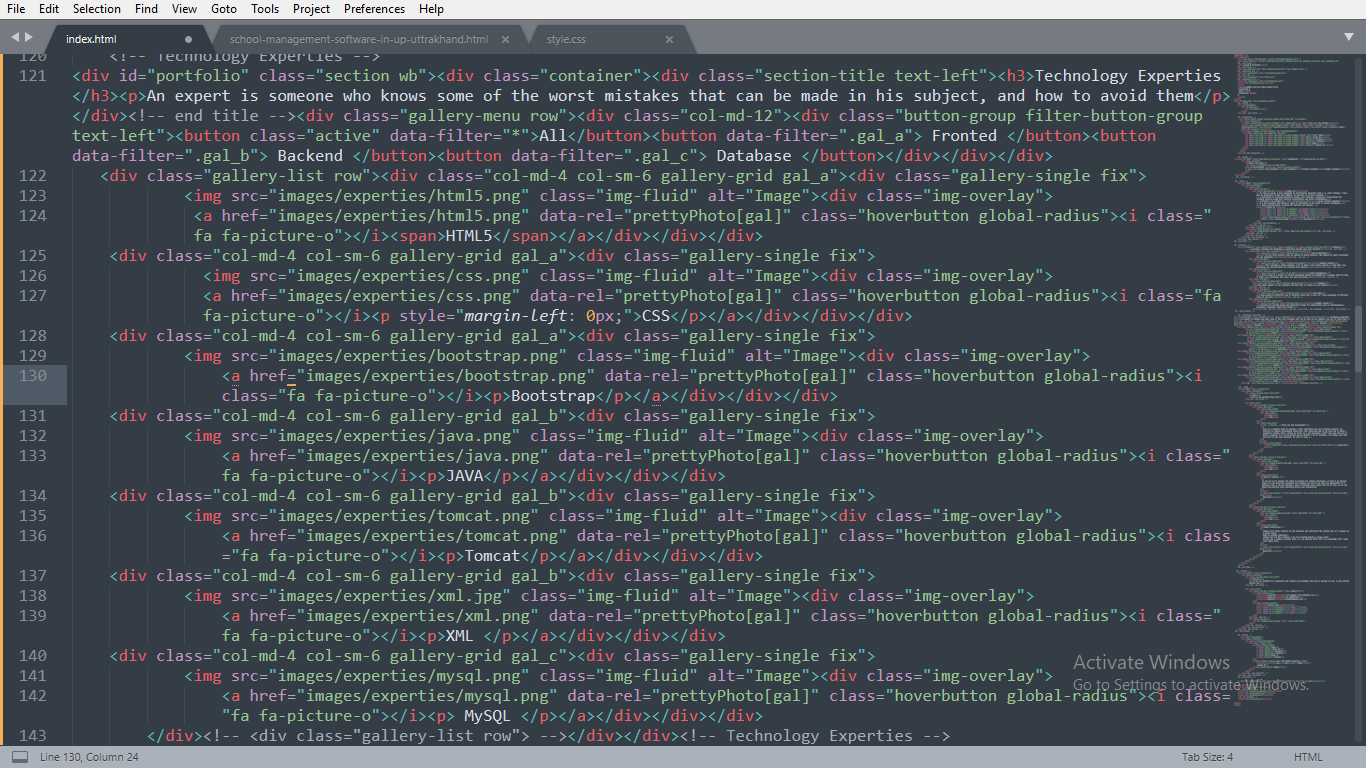 File Edit Selection Find View Goto Tools Project Preferences Help
index.html school-management-software-in-up-uttrakhand.html style.css
120 <!-- Technology Experties -->
121 <div id="portfolio" class="section wb"><div class="container"><div class="section-title text-left"><h3>Technology Experties
</h3><p>An expert is someone who knows some of the worst mistakes that can be made in his subject, and how to avoid them</p>
</div><!-- end title --><div class="gallery-menu row"><div class="col-md-12"><div class="button-group filter-button-group
text-left"><button class="active" data-filter="*">All</button><button data-filter=".gal_a"> Fronted </button><button
data-filter=".gal_b"> Backend </button><button data-filter=".gal_c"> Database </button></div></div></div>
122 <div class="gallery-list row"><div class="col-md-4 col-sm-6 gallery-grid gal_a"><div class="gallery-single fix">
123 <img src="images/experties/html5.png" class="img-fluid" alt="Image"><div class="img-overlay">
124 <a href="images/experties/html5.png" data-rel="prettyPhoto[gal]" class="hoverbutton global-radius"><i class="
fa fa-picture-o"></i><span>HTML5</span></a></div></div></div>
125 <div class="col-md-4 col-sm-6 gallery-grid gal_a"><div class="gallery-single fix">
126 <img src="images/experties/css.png" class="img-fluid" alt="Image"><div class="img-overlay">
127 <a href="images/experties/css.png" data-rel="prettyPhoto[gal]" class="hoverbutton global-radius"><i class="fa
fa-picture-o"></i><p style="margin-left: 0px;">CSS</p></a></div></div></div>
128 <div class="col-md-4 col-sm-6 gallery-grid gal_a"><div class="gallery-single fix">
129 <img src="images/experties/bootstrap.png" class="img-fluid" alt="Image"><div class="img-overlay">
130 <a href="images/experties/bootstrap.png" data-rel="prettyPhoto[gal]" class="hoverbutton global-radius"><i
class="fa fa-picture-o"></i><p>Bootstrap</p></a></div></div></div>
131 <div class="col-md-4 col-sm-6 gallery-grid gal_b"><div class="gallery-single fix">
132 <img src="images/experties/java.png" class="img-fluid" alt="Image"><div class="img-overlay">
133 <a href="images/experties/java.png" data-rel="prettyPhoto[gal]" class="hoverbutton global-radius"><i class="
fa fa-picture-o"></i><p>JAVA</p></a></div></div></div>
134 <div class="col-md-4 col-sm-6 gallery-grid gal_b"><div class="gallery-single fix">
135 <img src="images/experties/tomcat.png" class="img-fluid" alt="Image"><div class="img-overlay">
136 <a href="images/experties/tomcat.png" data-rel="prettyPhoto[gal]" class="hoverbutton global-radius"><i class
="fa fa-picture-o"></i><p>Tomcat</p></a></div></div></div>
137 <div class="col-md-4 col-sm-6 gallery-grid gal_b"><div class="gallery-single fix">
138 <img src="images/experties/xml.jpg" class="img-fluid" alt="Image"><div class="img-overlay">
139 <a href="images/experties/xml.png" data-rel="prettyPhoto[gal]" class="hoverbutton global-radius"><i class="
fa fa-picture-o"></i><p>XML </p></a></div></div></div>
140 <div class="col-md-4 col-sm-6 gallery-grid gal_c"><div class="gallery-single fix">
141 <img src="images/experties/mysql.png" class="img-fluid" alt="Image"><div class="img-overlay">
142 <a href="images/experties/mysql.png" data-rel="prettyPhoto[gal]" class="hoverbutton global-radius"><i class=
"fa fa-picture-o"></i><p> MySQL </p></a></div></div></div>
143 </div><!-- <div class="gallery-list row"> --></div></div><!-- Technology Experties -->
Activate Windows
Go to Settings to activate Windows.
Line 130, Column 24 Tab Size: 4 HTML